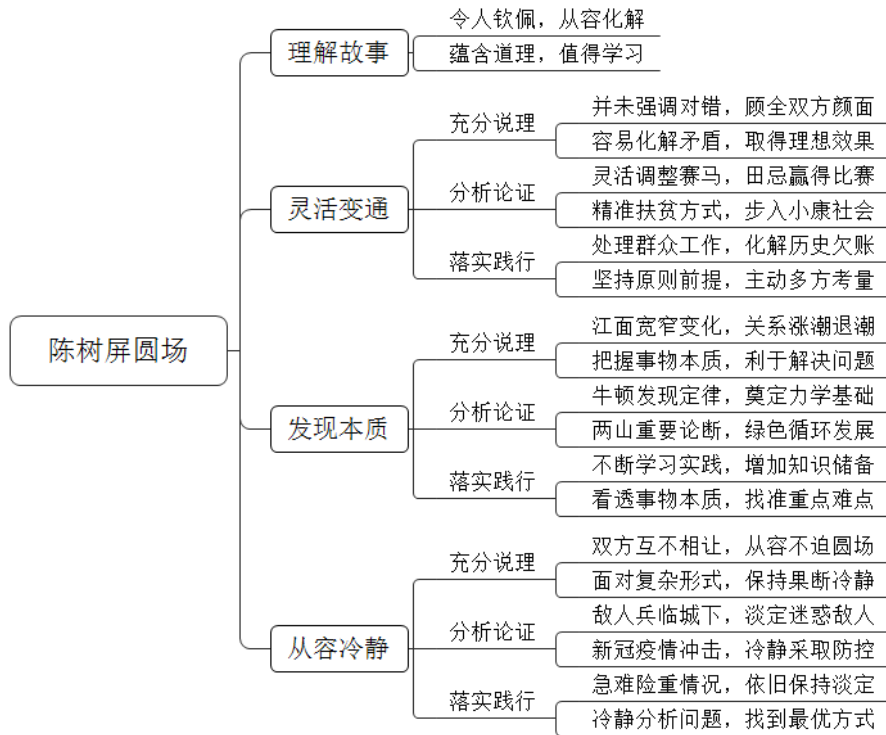 陈树屏圆场
理解故事
令人钦佩，从容化解
蕴含道理，值得学习
灵活变通
充分说理
并未强调对错，顾全双方颜面
容易化解矛盾，取得理想效果
分析论证
灵活调整赛马，田忌赢得比赛
精准扶贫方式，步入小康社会
落实践行
处理群众工作，化解历史欠账
坚持原则前提，主动多方考量
发现本质
充分说理
江面宽窄变化，关系涨潮退潮
把握事物本质，利于解决问题
分析论证
牛顿发现定律，奠定力学基础
两山重要论断，绿色循环发展
落实践行
不断学习实践，增加知识储备
看透事物本质，找准重点难点
从容冷静
充分说理
双方互不相让，从容不迫圆场
面对复杂形式，保持果断冷静
分析论证
敌人兵临城下，淡定迷惑敌人
新冠疫情冲击，冷静采取防控
落实践行
急难险重情况，依旧保持淡定
冷静分析问题，找到最优方式